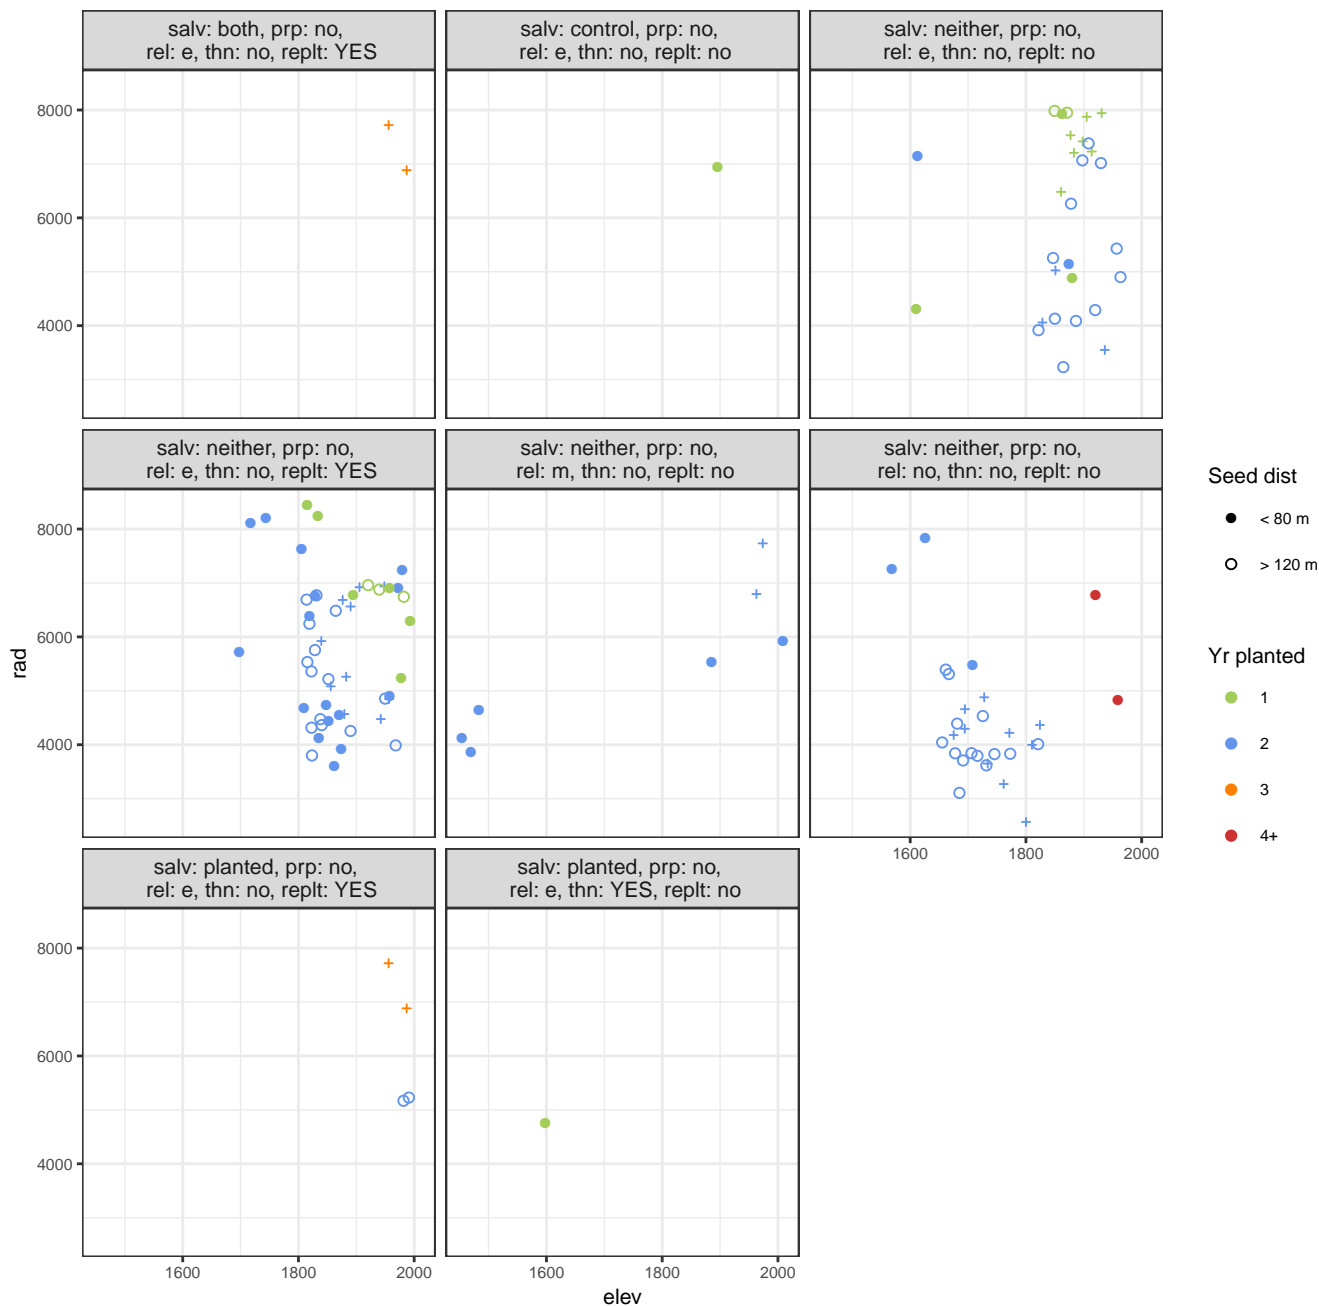 salv: both, prp: no,
rel: e, thn: no, replt: YES
salv: control, prp: no,
rel: e, thn: no, replt: no
salv: neither, prp: no,
rel: e, thn: no, replt: no
8000
6000
4000
salv: neither, prp: no,
rel: e, thn: no, replt: YES
salv: neither, prp: no,
rel: m, thn: no, replt: no
salv: neither, prp: no,
rel: no, thn: no, replt: no
8000
6000
4000
1600 1800 2000
salv: planted, prp: no,
rel: e, thn: no, replt: YES
salv: planted, prp: no,
rel: e, thn: YES, replt: no
8000
6000
4000
1600 1800 2000
1600 1800 2000
rad
elev
Seed dist
< 80 m
> 120 m
Yr planted
1
2
3
4+